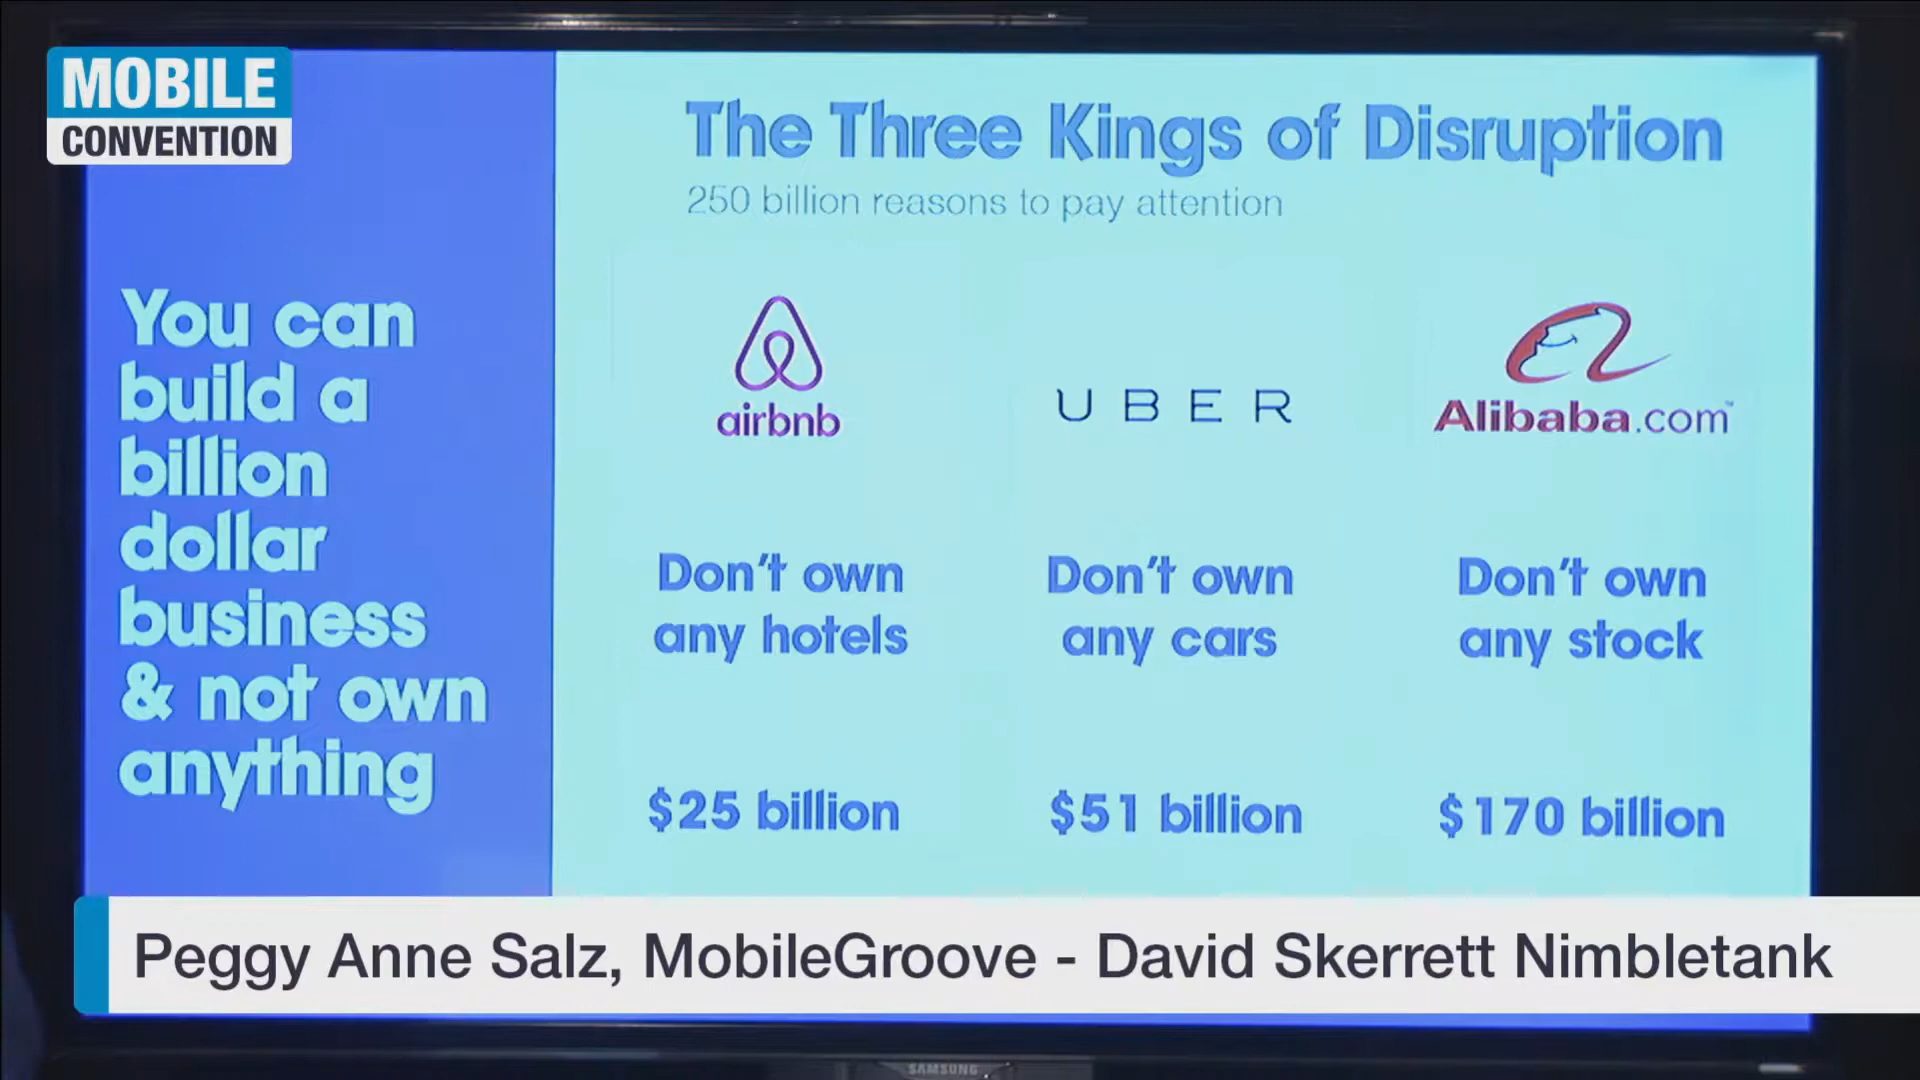 MOBILE
CONVENTION
The Three Kings of Disruption
250 billion reasons to pay attention
You can
build a
billion
dollar
business
& not own
anything
airbnb
UBER
Alibaba.com™
Don't own
any hotels
Don't own
any cars
Don't own
any stock
$25 billion
$51 billion
$170 billion
Peggy Anne Salz, MobileGroove - David Skerrett Nimbletank
SAMSUNG